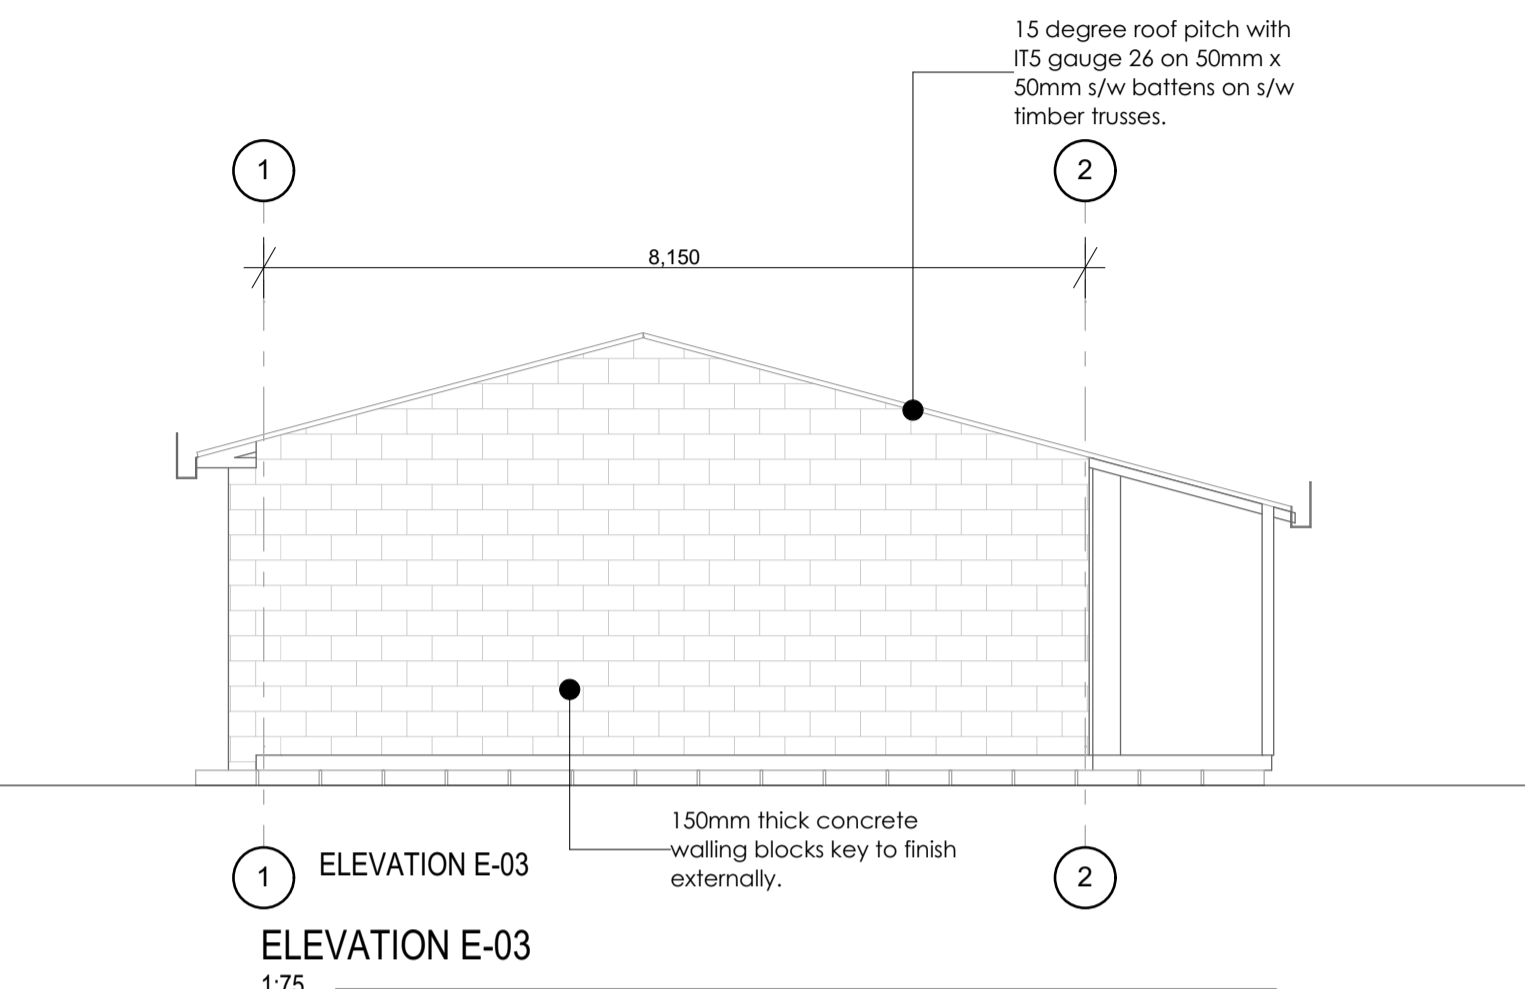 15 degree roof pitch with
IT5 gauge 26 on 50mm x
50mm s/w battens on s/w
timber trusses.
1
2
8,150
150mm thick concrete
walling blocks key to finish
externally.
1
ELEVATION E-03
2
ELEVATION E-03
1:75